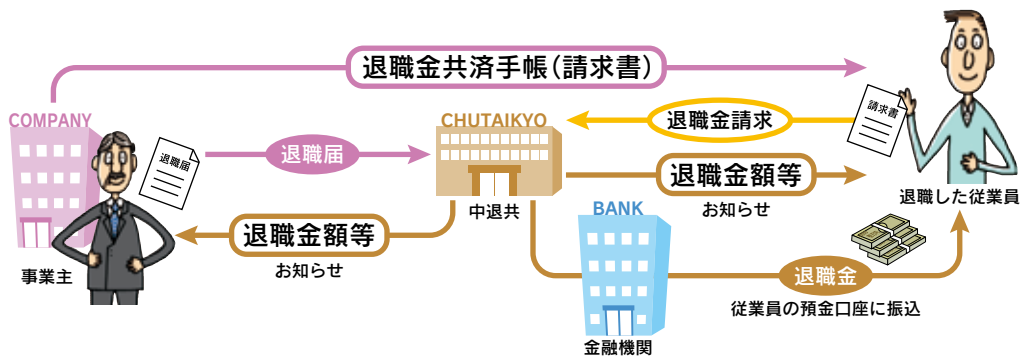 退職金共済手帳（請求書）
COMPANY
退職届
退職届
CHUTAIKYO
中退共
退職金請求
請求書
退職した従業員
退職金額等
お知らせ
退職金額等
お知らせ
事業主
BANK
金融機関
退職金
従業員の預金口座に振込